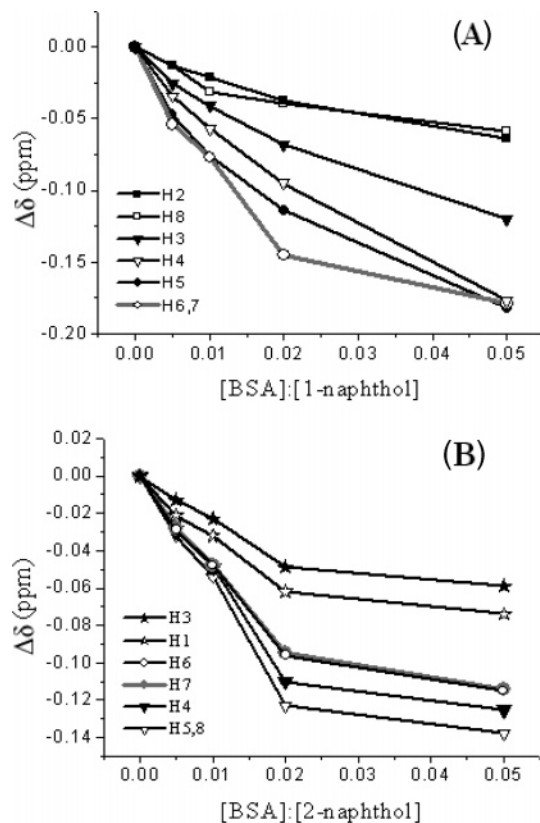 (A)
0.00
-0.05
-0.10
-0.15
-0.20
Δδ (ppm)
H2
H8
H3
H4
H5
H6,7
0.00 0.01 0.02 0.03 0.04 0.05
[BSA]:[1-naphthol]
(B)
0.02
0.00
-0.02
-0.04
-0.06
-0.08
-0.10
-0.12
-0.14
Δδ (ppm)
H3
H1
H6
H7
H4
H5,8
0.00 0.01 0.02 0.03 0.04 0.05
[BSA]:[2-naphthol]